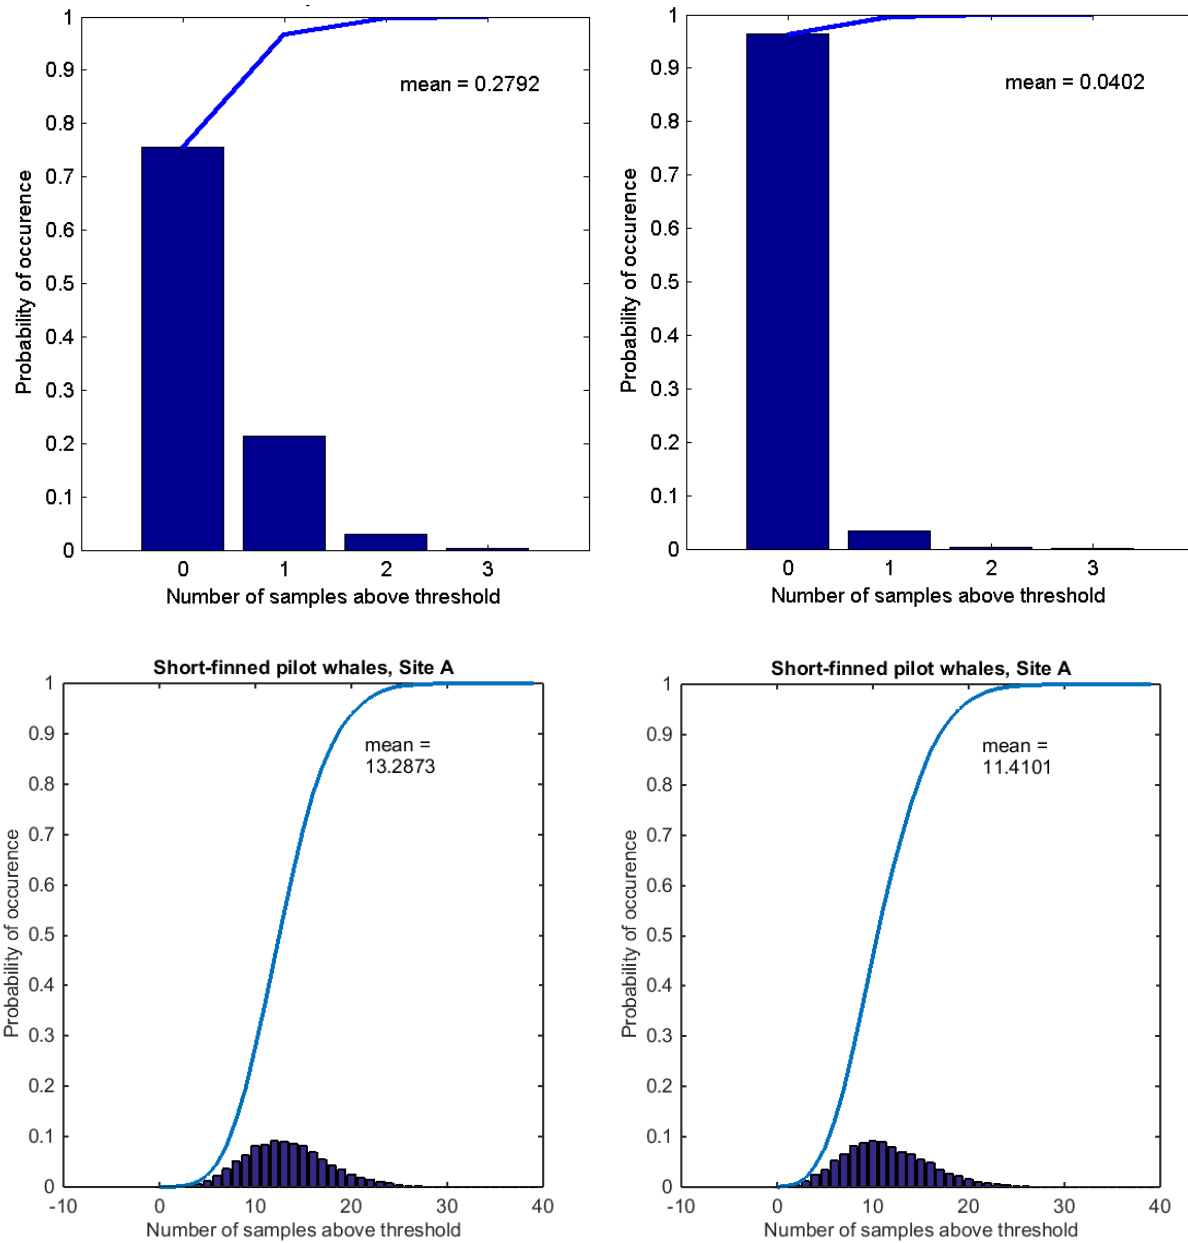 1
0.9
0.8
0.7
0.6
0.5
0.4
0.3
0.2
0.1
0
Probability of occurence
mean = 0.2792
0 1 2 3
Number of samples above threshold
1
0.9
0.8
0.7
0.6
0.5
0.4
0.3
0.2
0.1
0
Probability of occurence
mean = 0.0402
0 1 2 3
Number of samples above threshold
Short-finned pilot whales, Site A
1
0.9
0.8
0.7
0.6
0.5
0.4
0.3
0.2
0.1
0
Probability of occurence
mean =
13.2873
-10 0 10 20 30 40
Number of samples above threshold
Short-finned pilot whales, Site A
1
0.9
0.8
0.7
0.6
0.5
0.4
0.3
0.2
0.1
0
Probability of occurence
mean =
11.4101
-10 0 10 20 30 40
Number of samples above threshold